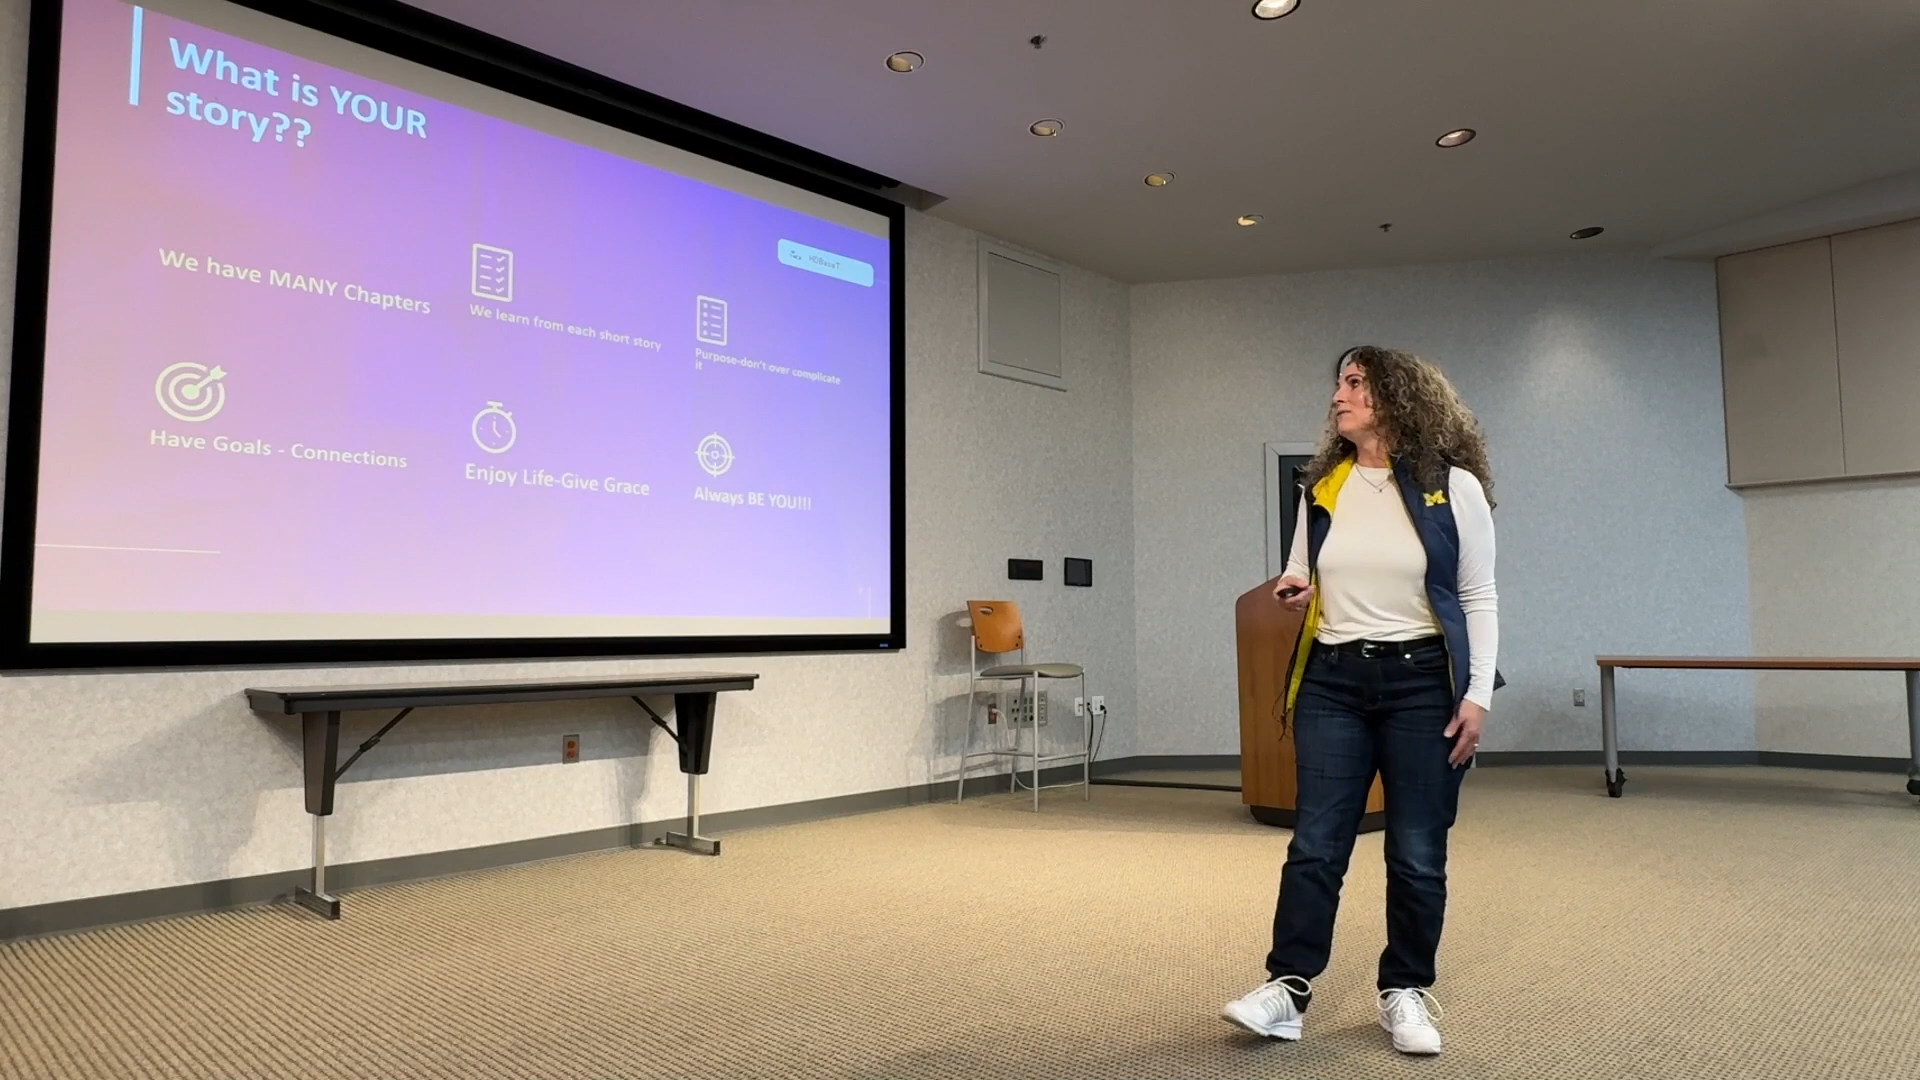 What is YOUR
story??
HDBaseT
We have MANY Chapters
We learn from each short story
Purpose-don't over complicate
it
Have Goals - Connections
Enjoy Life-Give Grace
Always BE YOU!!!
M